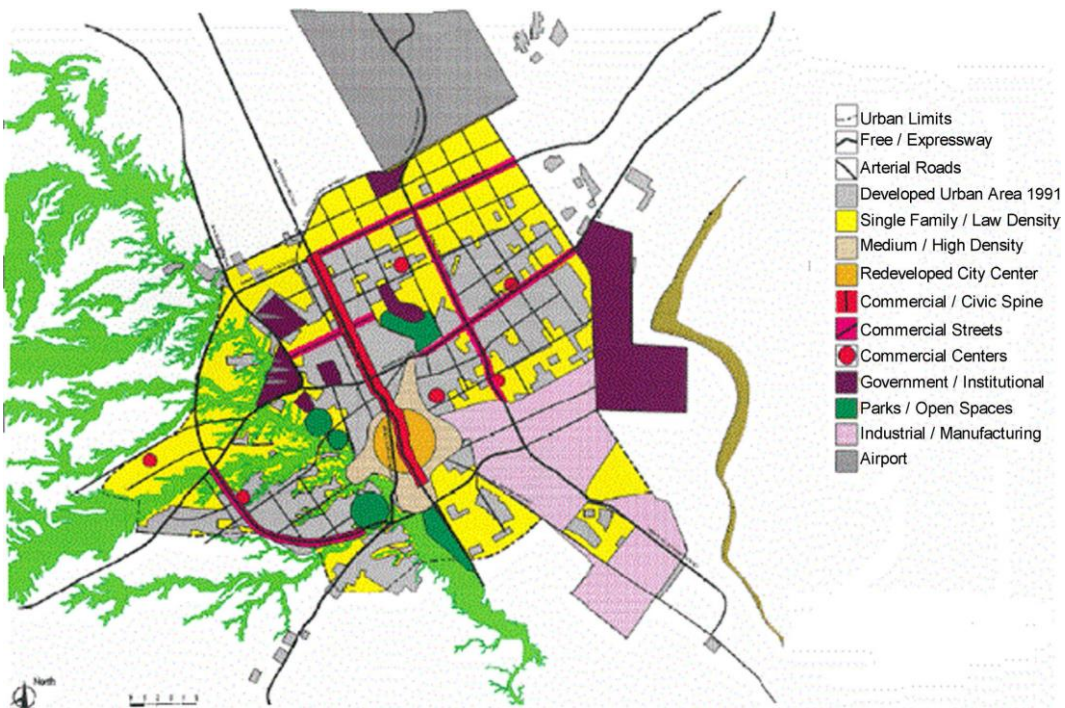 Urban Limits
Free / Expressway
Arterial Roads
Developed Urban Area 1991
Single Family / Law Density
Medium / High Density
Redeveloped City Center
Commercial / Civic Spine
Commercial Streets
Commercial Centers
Government / Institutional
Parks / Open Spaces
Industrial / Manufacturing
Airport
North